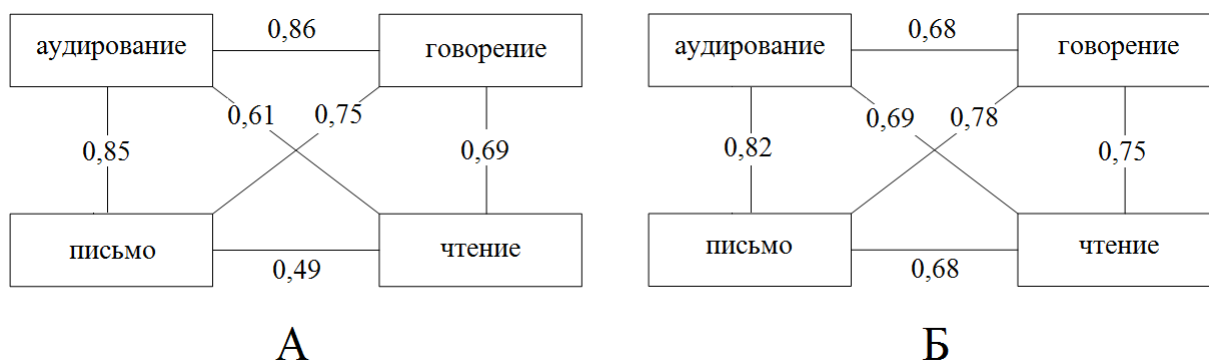 0,86
аудирование
говорение
0,61
0,75
0,85
0,69
письмо
чтение
0,49
А
0,68
аудирование
говорение
0,69
0,78
0,82
0,75
письмо
чтение
0,68
Б